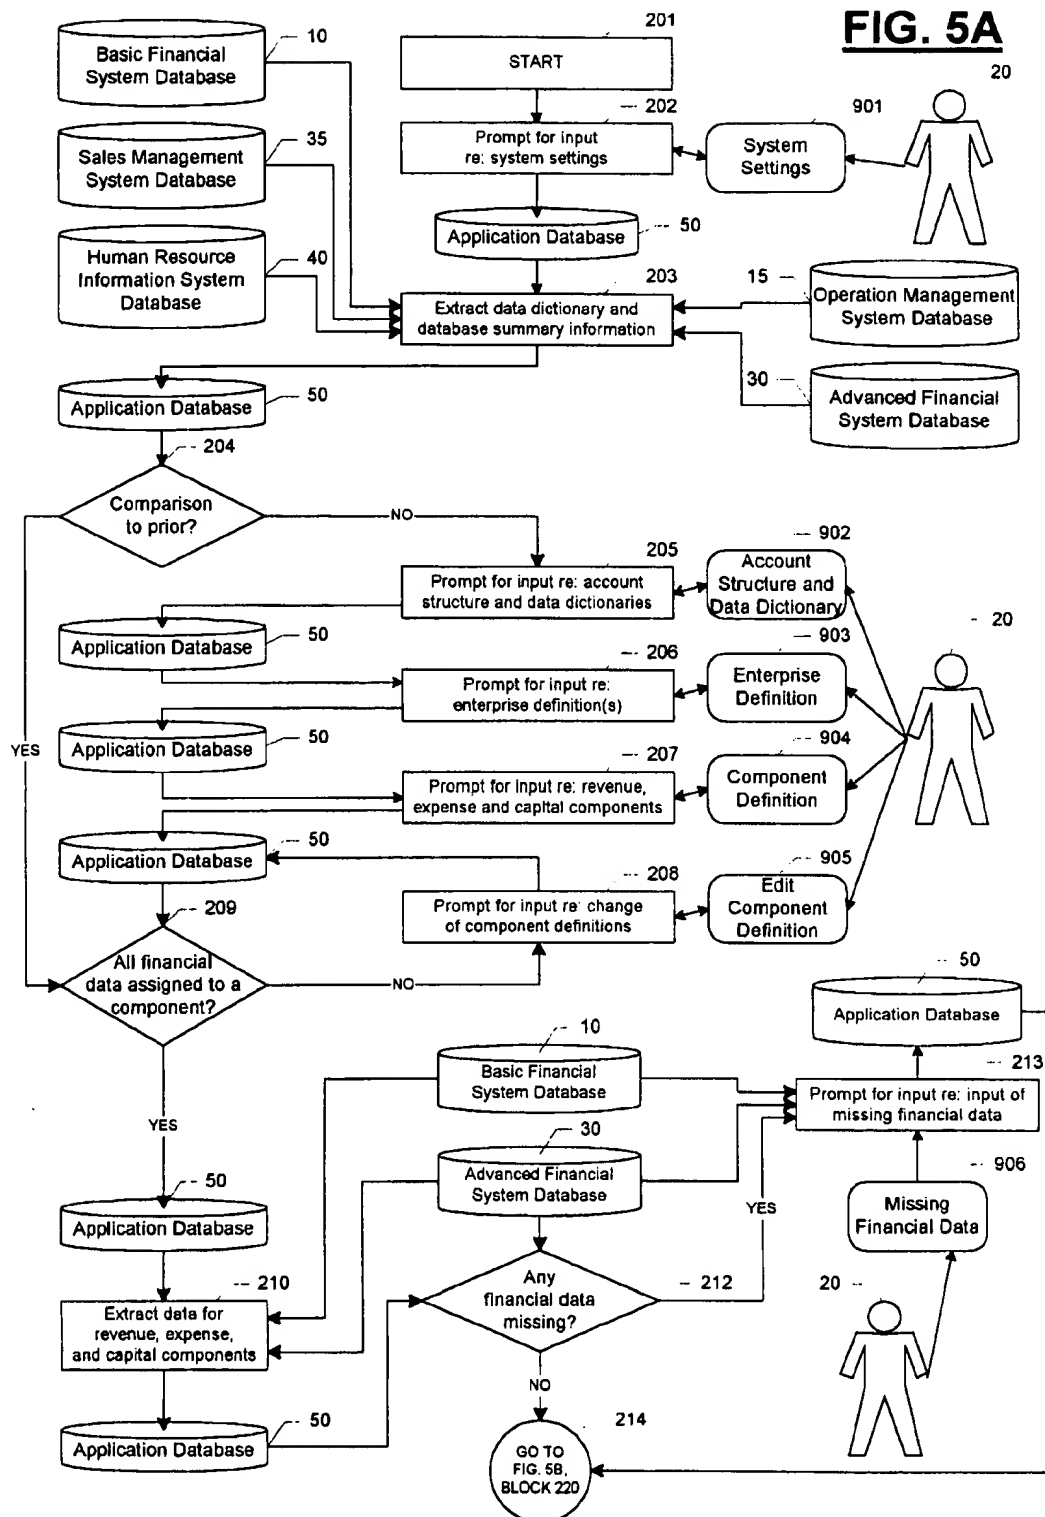 FIG. 5A
Basic Financial
System Database
10
201
START
20
202
Prompt for input
re: system settings
901
System
Settings
35
Sales Management
System Database
50
Application Database
40
Human Resource
Information System
Database
203
Extract data dictionary and
database summary information
15
Operation Management
System Database
30
Advanced Financial
System Database
50
Application Database
204
Comparison
to prior?
NO
YES
205
Prompt for input re: account
structure and data dictionaries
902
Account
Structure and
Data Dictionary
20
50
Application Database
206
Prompt for input re:
enterprise definition(s)
903
Enterprise
Definition
50
Application Database
207
Prompt for input re: revenue,
expense and capital components
904
Component
Definition
50
Application Database
208
Prompt for input re: change
of component definitions
905
Edit
Component
Definition
209
All financial
data assigned to a
component?
NO
YES
50
Application Database
10
Basic Financial
System Database
213
Prompt for input re: input of
missing financial data
30
Advanced Financial
System Database
906
Missing
Financial Data
YES
50
Application Database
210
Extract data for
revenue, expense,
and capital components
Any
financial data
missing?
212
20
NO
50
Application Database
214
GO TO
FIG. 5B,
BLOCK 220